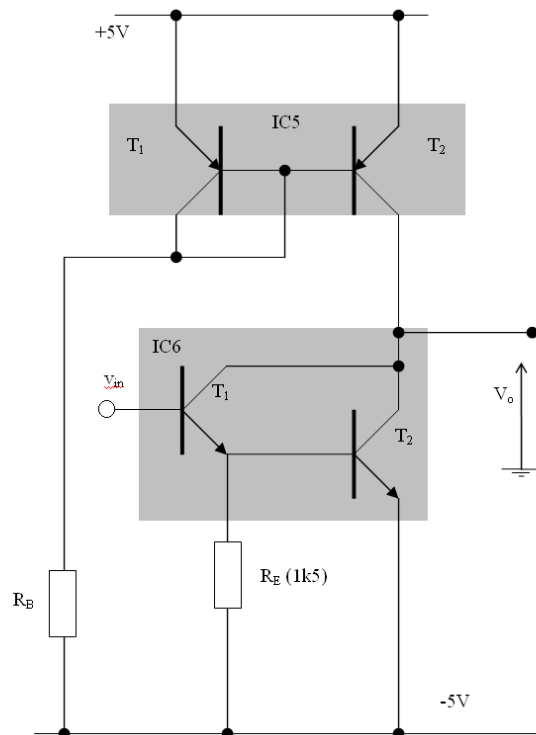 +5V
IC5
T1
T2
IC6
vin
T1
Vo
T2
RE (1k5)
RB
-5V